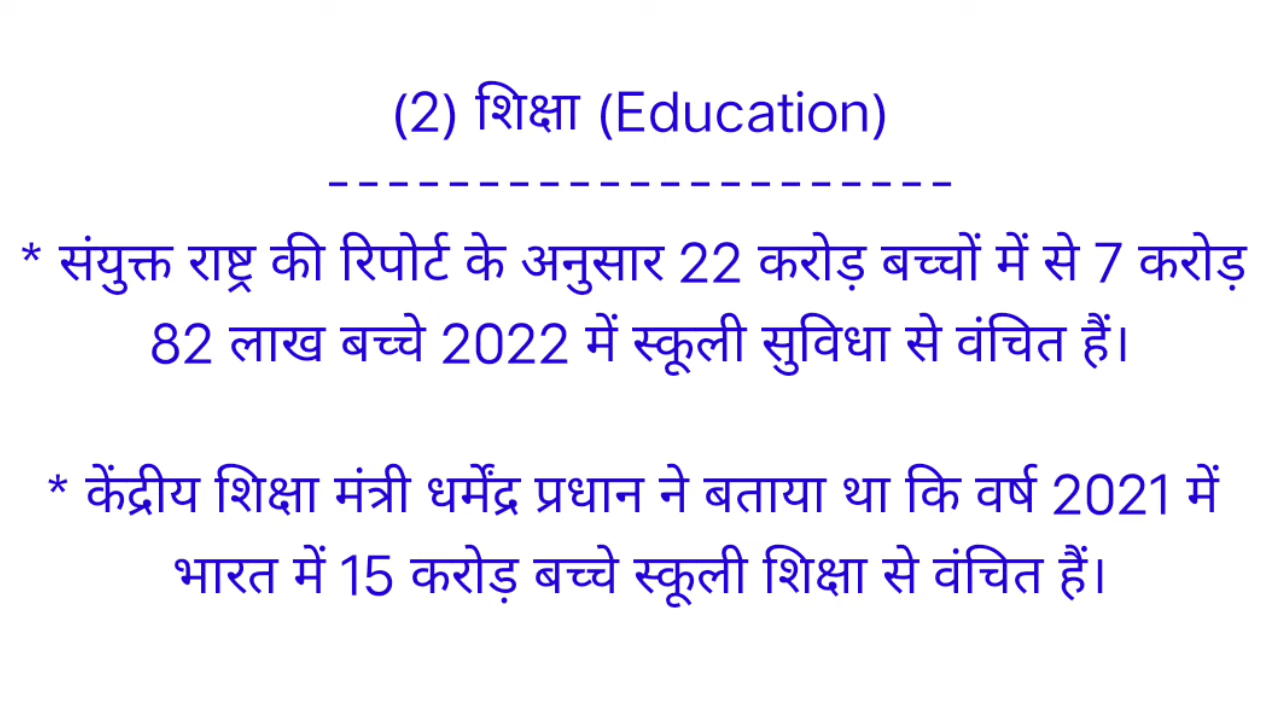 (2) शिक्षा (Education)
---------------------
* संयुक्त राष्ट्र की रिपोर्ट के अनुसार 22 करोड़ बच्चों में से 7 करोड़
82 लाख बच्चे 2022 में स्कूली सुविधा से वंचित हैं।
* केंद्रीय शिक्षा मंत्री धर्मेंद्र प्रधान ने बताया था कि वर्ष 2021 में
भारत में 15 करोड़ बच्चे स्कूली शिक्षा से वंचित हैं।